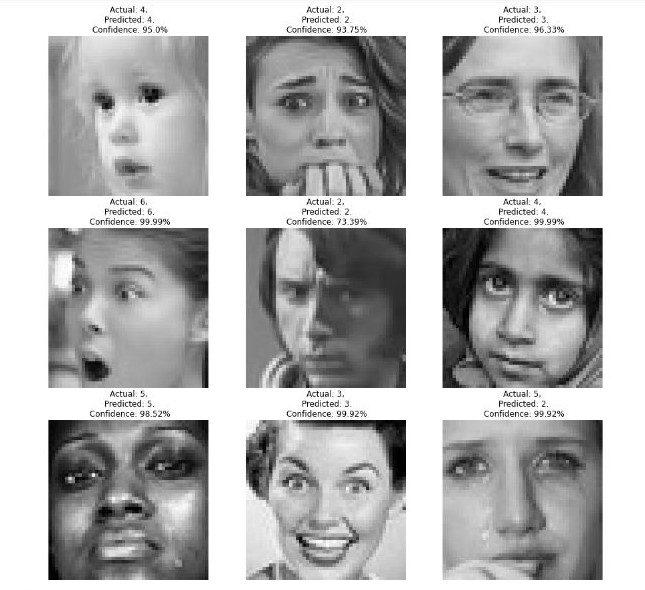 Actual: 4,
Predicted: 4.
Confidence: 95.0%
Actual: 2,
Predicted: 2.
Confidence: 93.75%
Actual: 3,
Predicted: 3.
Confidence: 96.33%
Actual: 6,
Predicted: 6.
Confidence: 99.99%
Actual: 2,
Predicted: 2.
Confidence: 73.39%
Actual: 4,
Predicted: 4.
Confidence: 99.99%
Actual: 5,
Predicted: 5.
Confidence: 98.52%
Actual: 3,
Predicted: 3.
Confidence: 99.92%
Actual: 5,
Predicted: 2.
Confidence: 99.92%